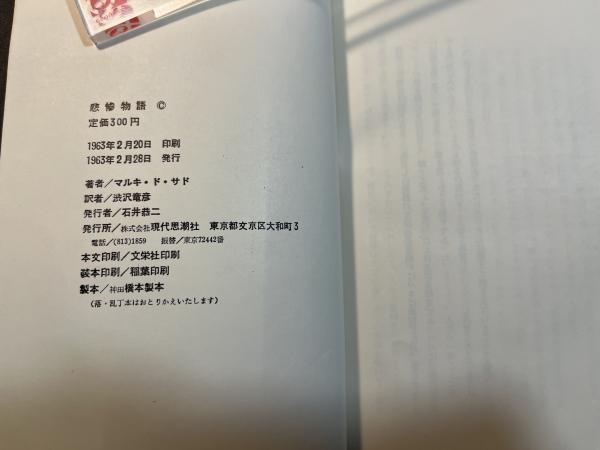 悲惨物語 ©
定価300円
1963年2月20日 印刷
1963年2月28日 発行
著者/マルキ・ド・サド
訳者/渋沢竜彦
発行者/石井恭二
発行所/株式会社現代思潮社 東京都文京区大和町3
電話/(813)1859 振替/東京72442番
本文印刷/文栄社印刷
装本印刷/稲葉印刷
製本/神田橋本製本
(落・乱丁本はおとりかえいたします)